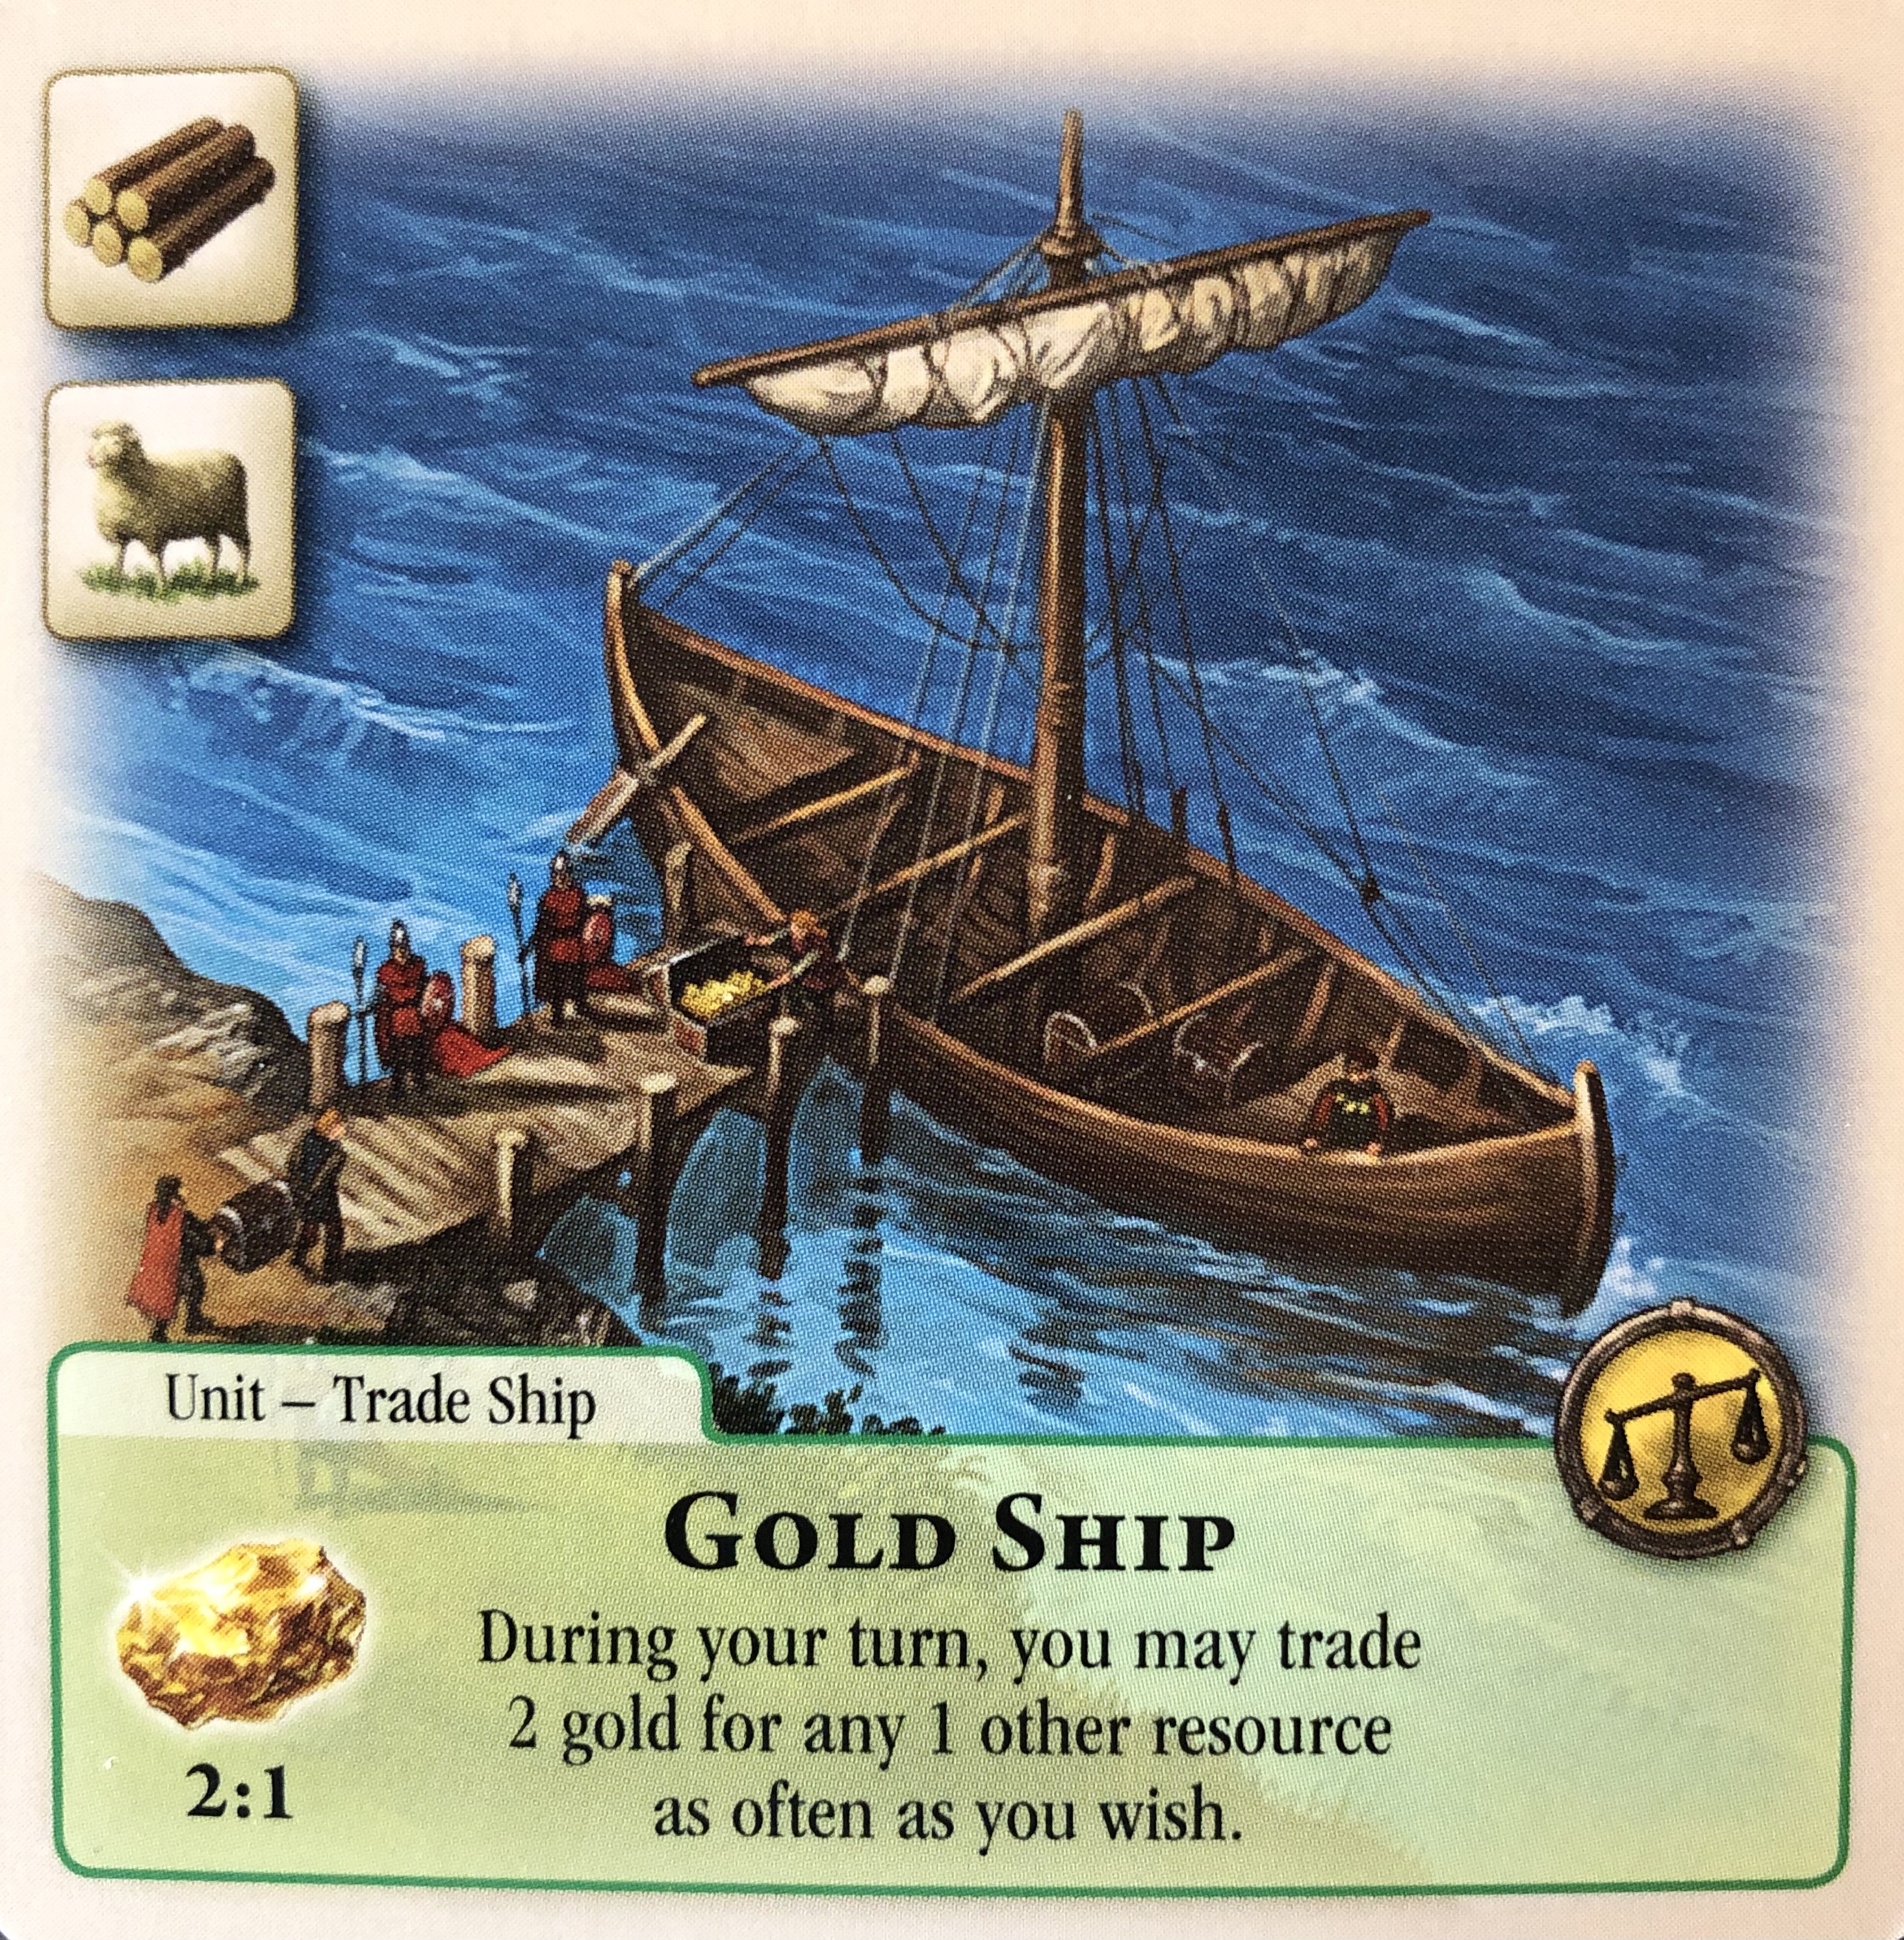 Unit – Trade Ship
Gold Ship
During your turn, you may trade
2 gold for any 1 other resource
as often as you wish.
2:1